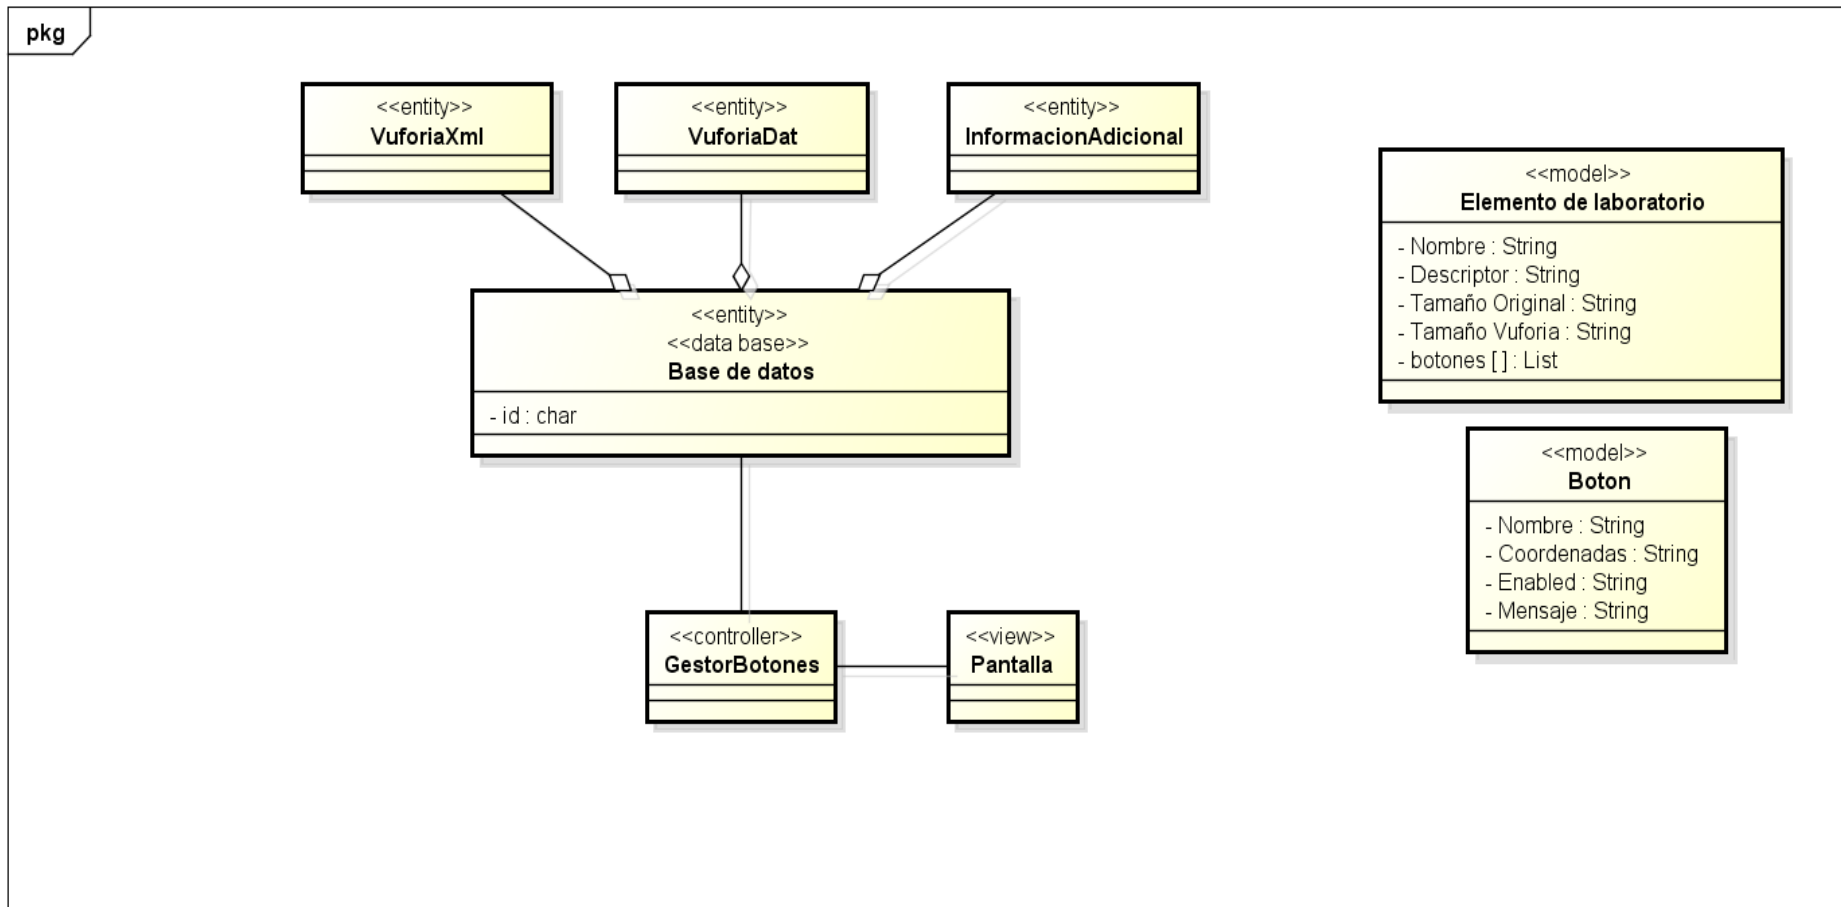 pkg
<<entity>>
VuforiaXml
<<entity>>
VuforiaDat
<<entity>>
InformacionAdicional
<<entity>>
<<data base>>
Base de datos
- id : char
<<controller>>
GestorBotones
<<view>>
Pantalla
<<model>>
Elemento de laboratorio
- Nombre : String
- Descriptor : String
- Tamaño Original : String
- Tamaño Vuforia : String
- botones [ ] : List
<<model>>
Boton
- Nombre : String
- Coordenadas : String
- Enabled : String
- Mensaje : String